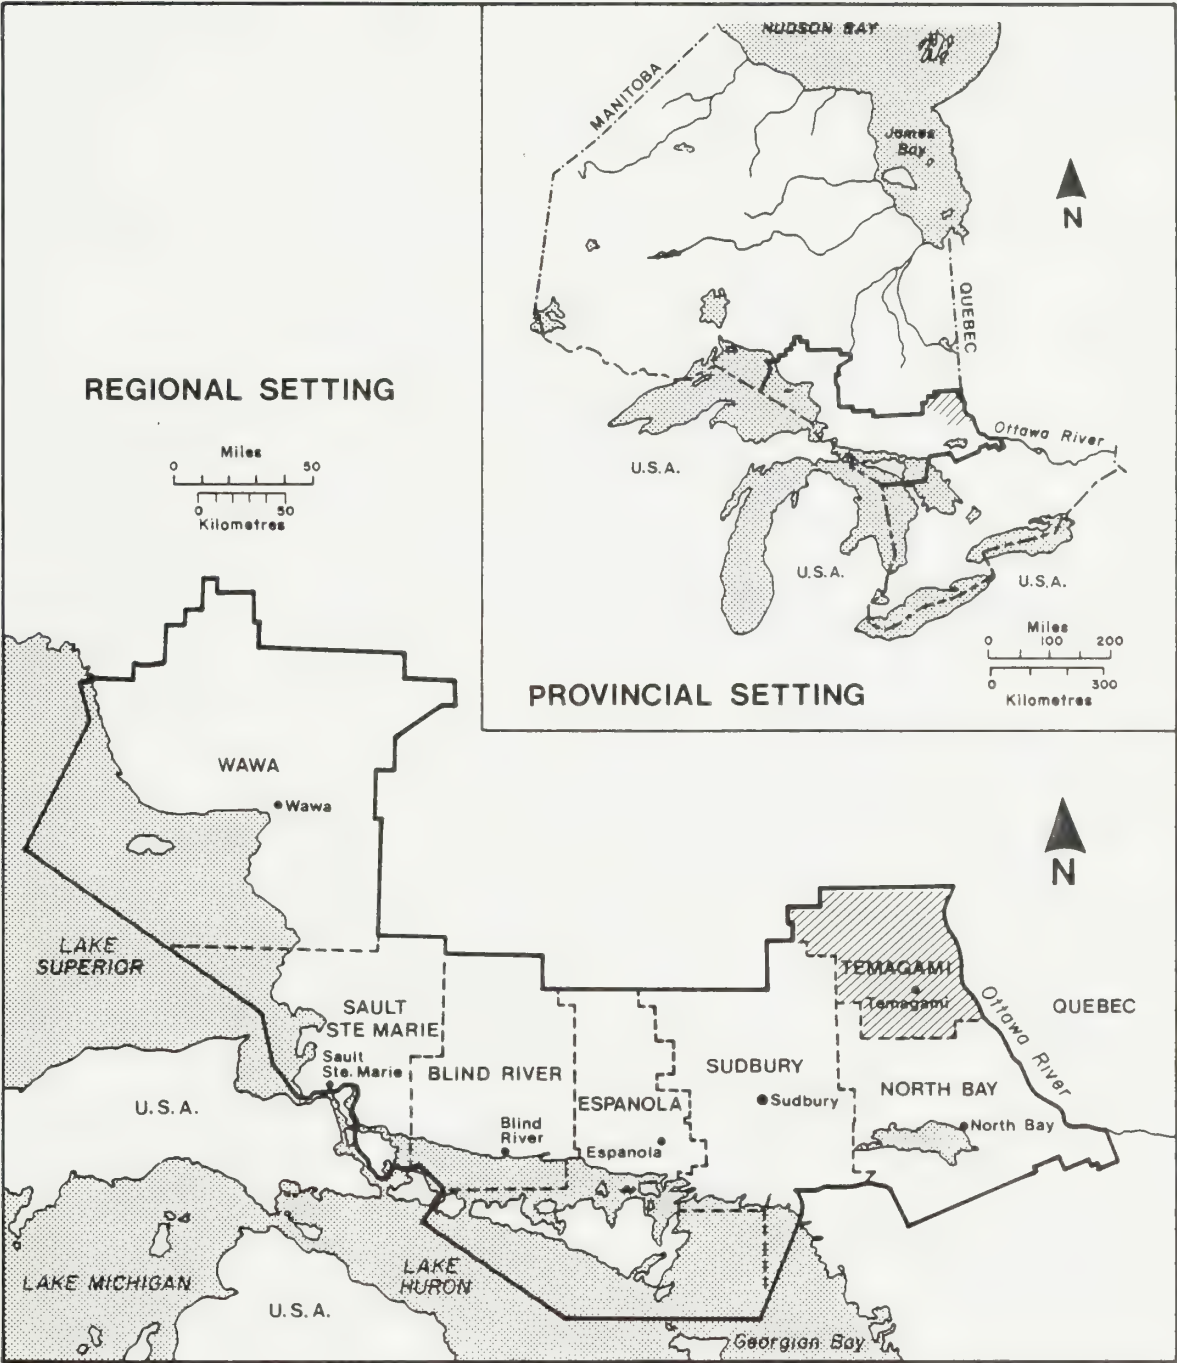 HUDSON BAY
MANITOBA
James
Bay
N
QUEBEC
Ottawa River
U.S.A.
U.S.A.
U.S.A.
Miles
0 100 200
0 300
Kilometres
PROVINCIAL SETTING
REGIONAL SETTING
Miles
0 50
0 50
Kilometres
WAWA
Wawa
N
LAKE
SUPERIOR
SAULT
STE MARIE
Sault
Ste. Marie
BLIND RIVER
Blind
River
ESPANOLA
Espanola
SUDBURY
Sudbury
TEMAGAMI
Temagami
NORTH BAY
North Bay
Ottawa River
QUEBEC
U.S.A.
LAKE MICHIGAN
U.S.A.
LAKE
HURON
Georgian Bay